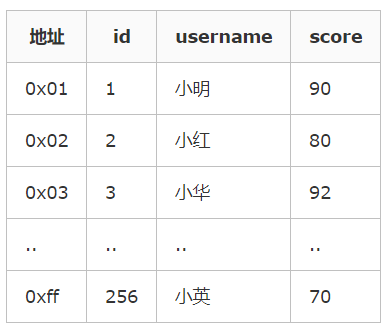 地址 id username score
0x01 1 小明 90
0x02 2 小红 80
0x03 3 小华 92
.. .. .. ..
0xff 256 小英 70